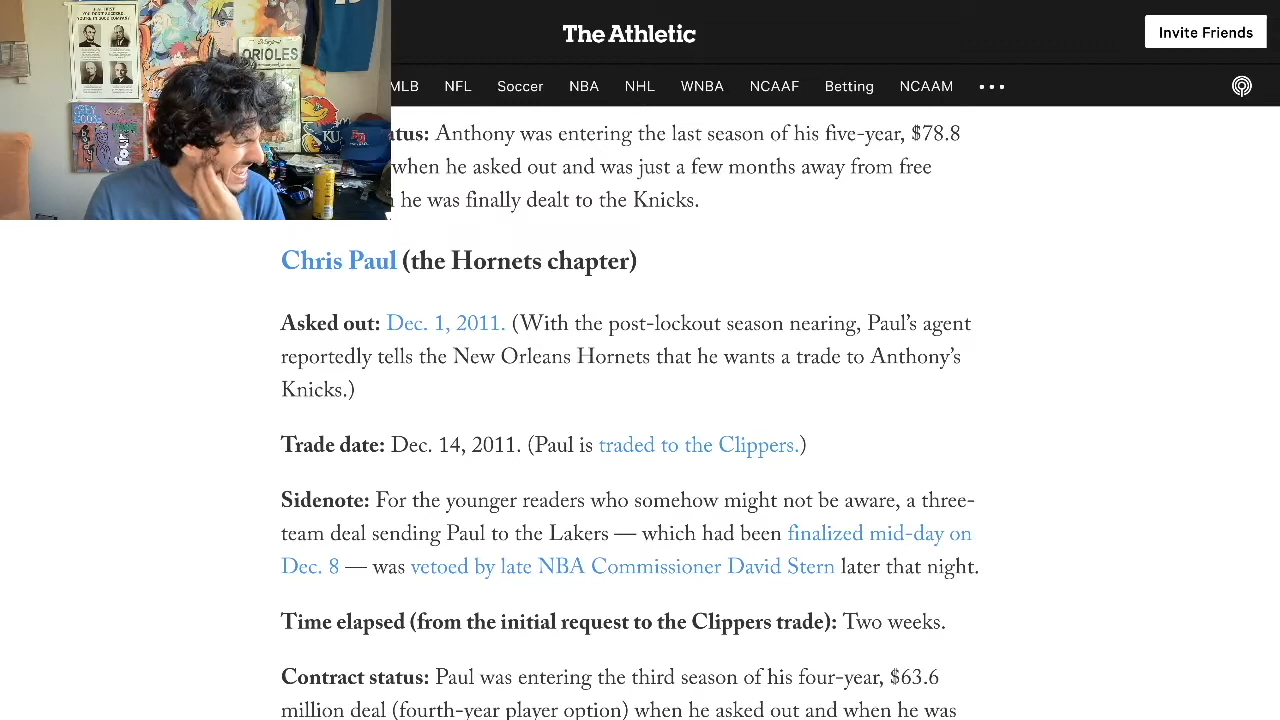 The Athletic
Invite Friends
MLB NFL Soccer NBA NHL WNBA NCAAF Betting NCAAM
ORIOLES
KU
atus: Anthony was entering the last season of his five-year, $78.8
when he asked out and was just a few months away from free
he was finally dealt to the Knicks.
Chris Paul (the Hornets chapter)
Asked out: Dec. 1, 2011. (With the post-lockout season nearing, Paul’s agent
reportedly tells the New Orleans Hornets that he wants a trade to Anthony’s
Knicks.)
Trade date: Dec. 14, 2011. (Paul is traded to the Clippers.)
Sidenote: For the younger readers who somehow might not be aware, a three-
team deal sending Paul to the Lakers — which had been finalized mid-day on
Dec. 8 — was vetoed by late NBA Commissioner David Stern later that night.
Time elapsed (from the initial request to the Clippers trade): Two weeks.
Contract status: Paul was entering the third season of his four-year, $63.6
million deal (fourth-year player option) when he asked out and when he was